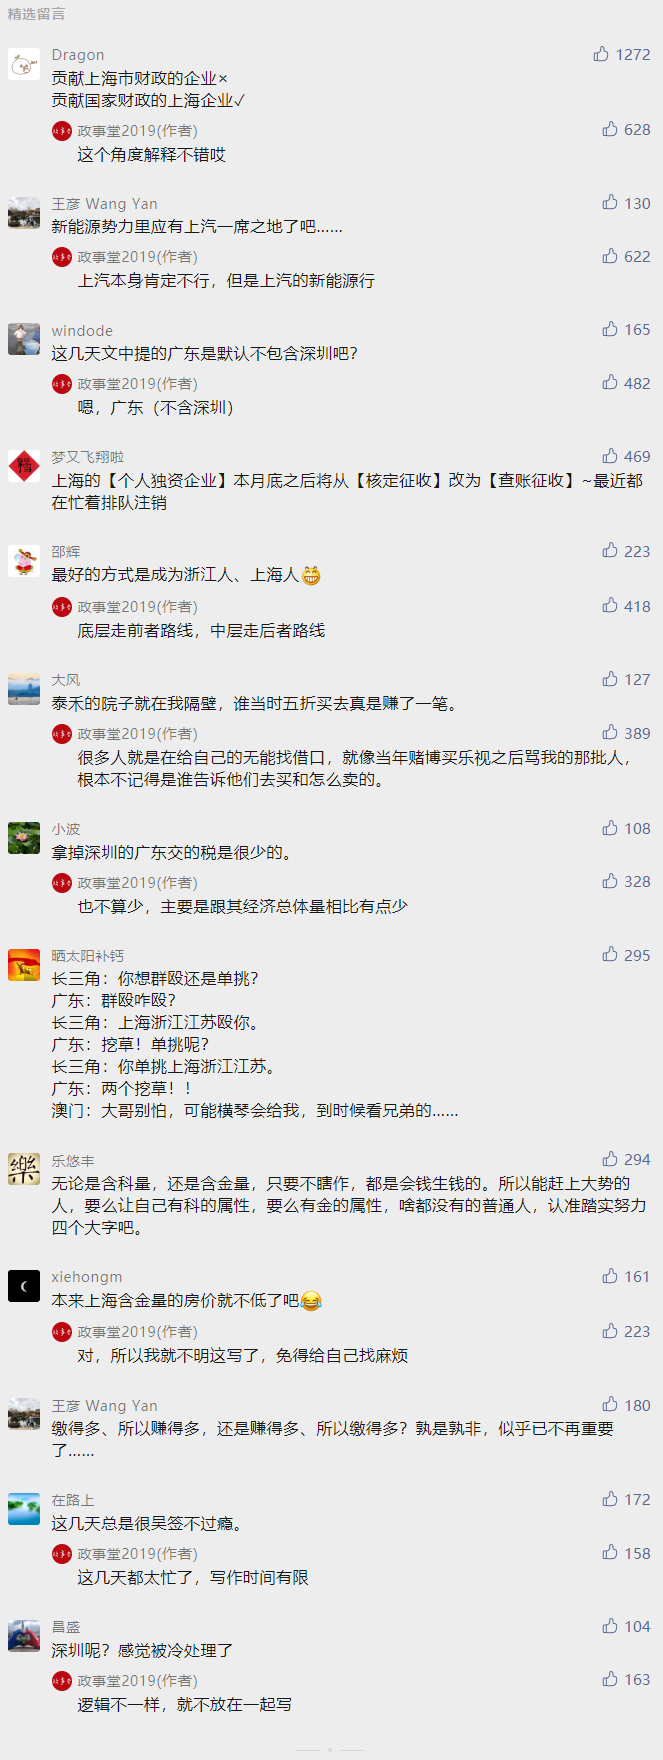 精选留言
Dragon 1272
贡献上海市财政的企业×
贡献国家财政的上海企业✓
政事堂2019(作者) 628
这个角度解释不错哎
王彦 Wang Yan 130
新能源势力里应有上汽一席之地了吧……
政事堂2019(作者) 622
上汽本身肯定不行，但是上汽的新能源行
windode 165
这几天文中提的广东是默认不包含深圳吧？
政事堂2019(作者) 482
嗯，广东（不含深圳）
梦又飞翔啦 469
上海的【个人独资企业】本月底之后将从【核定征收】改为【查账征收】~最近都
在忙着排队注销
邵辉 223
最好的方式是成为浙江人、上海人😁
政事堂2019(作者) 418
底层走前者路线，中层走后者路线
大风 127
泰禾的院子就在我隔壁，谁当时五折买去真是赚了一笔。
政事堂2019(作者) 389
很多人就是在给自己的无能找借口，就像当年赌博买乐视之后骂我的那批人，
根本不记得是谁告诉他们去买和怎么卖的。
小波 108
拿掉深圳的广东交的税是很少的。
政事堂2019(作者) 328
也不算少，主要是跟其经济总体量相比有点少
晒太阳补钙 295
长三角：你想群殴还是单挑？
广东：群殴咋殴？
长三角：上海浙江江苏殴你。
广东：挖草！单挑呢？
长三角：你单挑上海浙江江苏。
广东：两个挖草！！
澳门：大哥别怕，可能横琴会给我，到时候看兄弟的……
乐悠丰 294
无论是含科量，还是含金量，只要不瞎作，都是会钱生钱的。所以能赶上大势的
人，要么让自己有科的属性，要么有金的属性，啥都没有的普通人，认准踏实努力
四个大字吧。
xiehongm 161
本来上海含金量的房价就不低了吧😂
政事堂2019(作者) 223
对，所以我就不明这写了，免得给自己找麻烦
王彦 Wang Yan 180
缴得多、所以赚得多，还是赚得多、所以缴得多？孰是孰非，似乎已不再重要
了……
在路上 172
这几天总是很吴签不过瘾。
政事堂2019(作者) 158
这几天都太忙了，写作时间有限
昌盛 104
深圳呢？感觉被冷处理了
政事堂2019(作者) 163
逻辑不一样，就不放在一起写